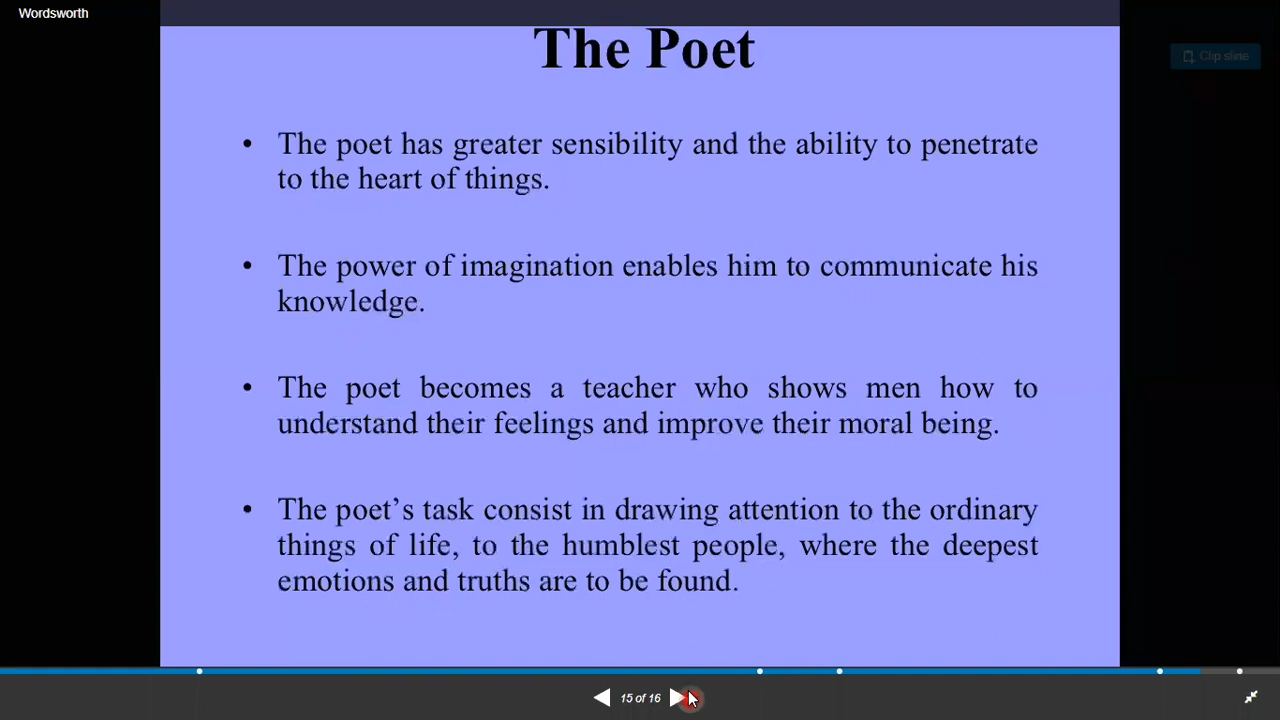 Wordsworth
The Poet
Clip slide
• The poet has greater sensibility and the ability to penetrate
to the heart of things.
• The power of imagination enables him to communicate his
knowledge.
• The poet becomes a teacher who shows men how to
understand their feelings and improve their moral being.
• The poet’s task consist in drawing attention to the ordinary
things of life, to the humblest people, where the deepest
emotions and truths are to be found.
15 of 16